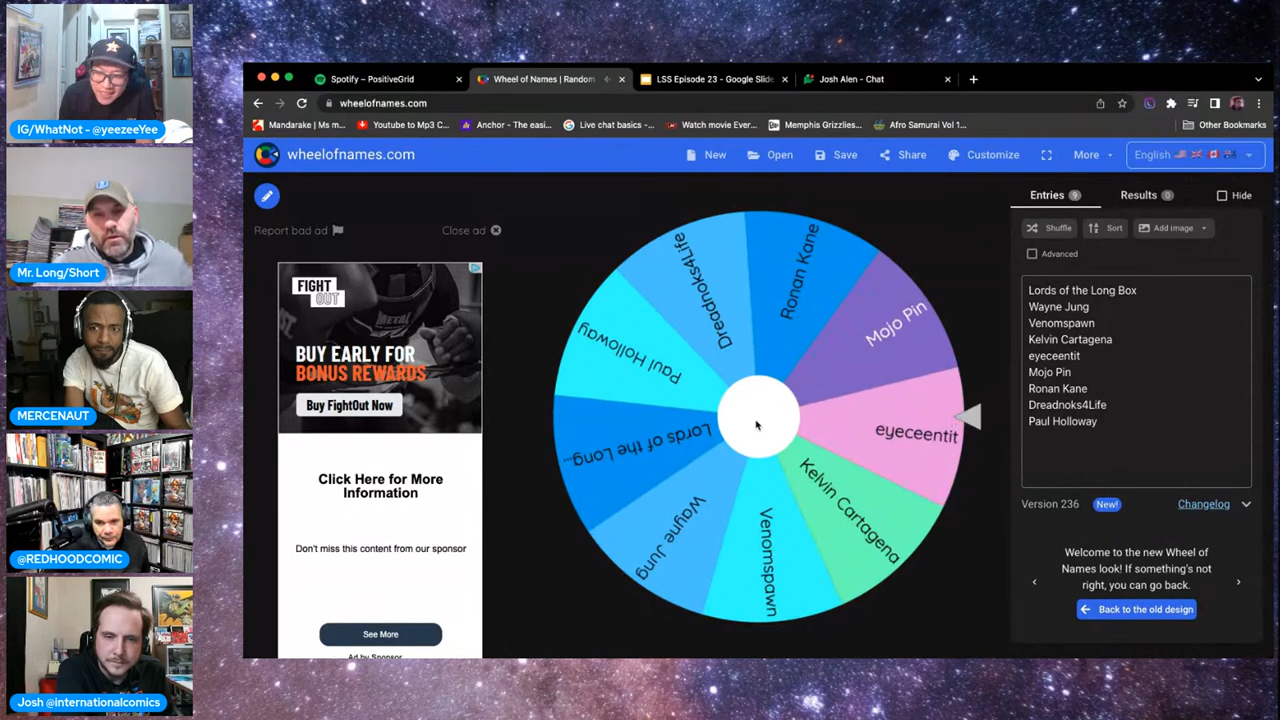 IG/WhatNot - @yeezeeYee
Mr. Long/Short
MERCENAUT
@REDHOODCOMIC
Josh @internationalcomics
Spotify – PositiveGrid
Wheel of Names | Random
LSS Episode 23 - Google Slide
Josh Alen - Chat
wheelofnames.com
Mandarake | Ms m...
Youtube to Mp3 C...
Anchor - The easi...
Live chat basics -...
Watch movie Ever...
Memphis Grizzlies...
Afro Samurai Vol 1...
Other Bookmarks
wheelofnames.com
New
Open
Save
Share
Customize
More
English
Report bad ad
Close ad
FIGHT
OUT
BUY EARLY FOR
BONUS REWARDS
Buy FightOut Now
Click Here for More
Information
Don't miss this content from our sponsor
See More
Ad by Sponsor
Dreadnoks4Life
Ronan Kane
Mojo Pin
eyeceentit
Kelvin Cartagena
Venomspawn
Wayne Jung
Lords of the Long...
Paul Holloway
Entries 9
Results 0
Hide
Shuffle
Sort
Add image
Advanced
Lords of the Long Box
Wayne Jung
Venomspawn
Kelvin Cartagena
eyeceentit
Mojo Pin
Ronan Kane
Dreadnoks4Life
Paul Holloway
Version 236
New!
Changelog
Welcome to the new Wheel of
Names look! If something's not
right, you can go back.
Back to the old design